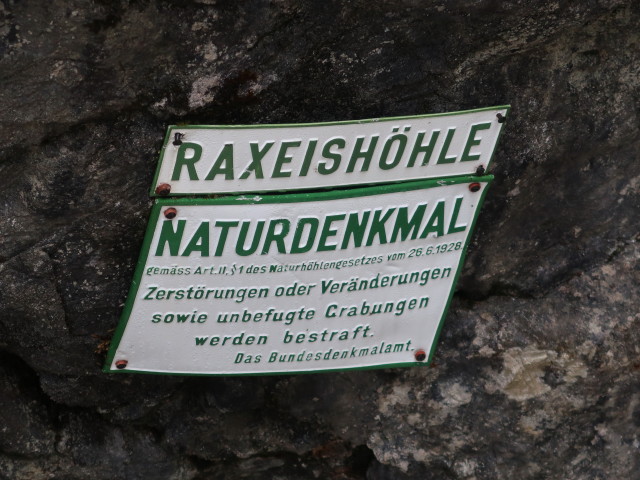 RAXEISHÖHLE
NATURDENKMAL
gemäss Art. II, §1 des Naturhöhlengesetzes vom 26.6.1928.
Zerstörungen oder Veränderungen
sowie unbefugte Grabungen
werden bestraft.
Das Bundesdenkmalamt.